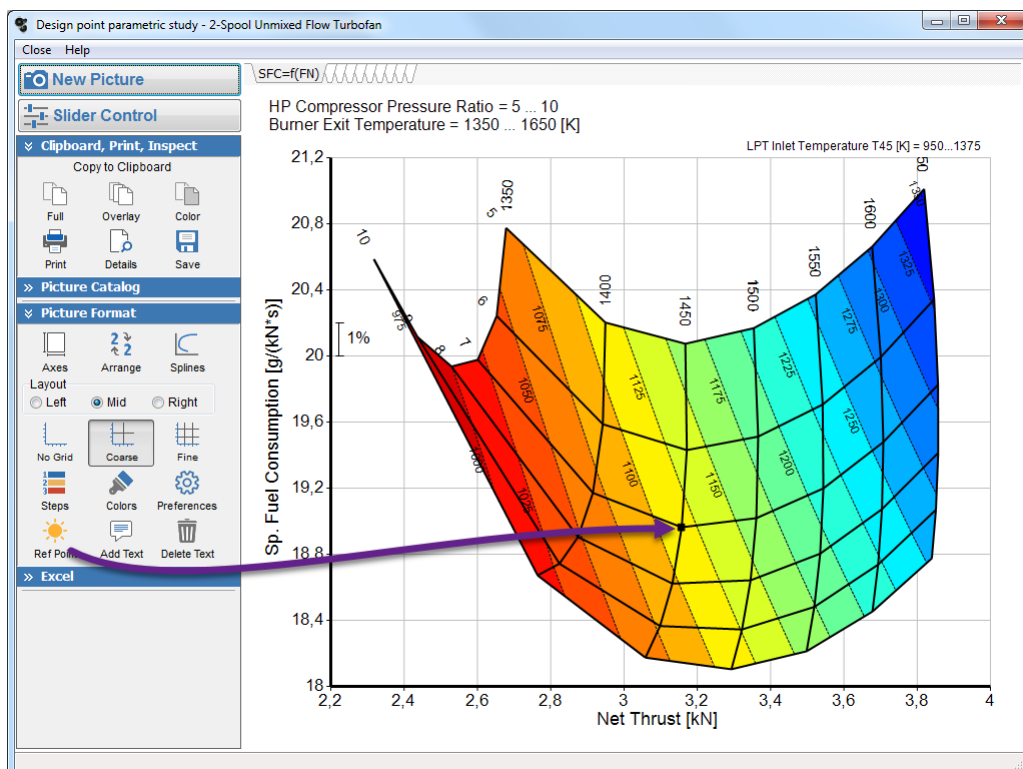 Design point parametric study - 2-Spool Unmixed Flow Turbofan
Close Help
New Picture
Slider Control
Clipboard, Print, Inspect
Copy to Clipboard
Full Overlay Color
Print Details Save
Picture Catalog
Picture Format
Axes Arrange Splines
Layout
Left Mid Right
No Grid Coarse Fine
Steps Colors Preferences
Ref Point Add Text Delete Text
Excel
SFC=f(FN)
HP Compressor Pressure Ratio = 5 ... 10
Burner Exit Temperature = 1350 ... 1650 [K]
LPT Inlet Temperature T45 [K] = 950...1375
Sp. Fuel Consumption [g/(kN*s)]
21,2
20,8
20,4
20
19,6
19,2
18,8
18,4
18
1%
10
9
8
7
6
5
1350
1400
1450
1500
1550
1600
50
975
1000
1025
1050
1075
1100
1125
1150
1175
1200
1225
1250
1275
1300
1325
1350
2,2 2,4 2,6 2,8 3 3,2 3,4 3,6 3,8 4
Net Thrust [kN]